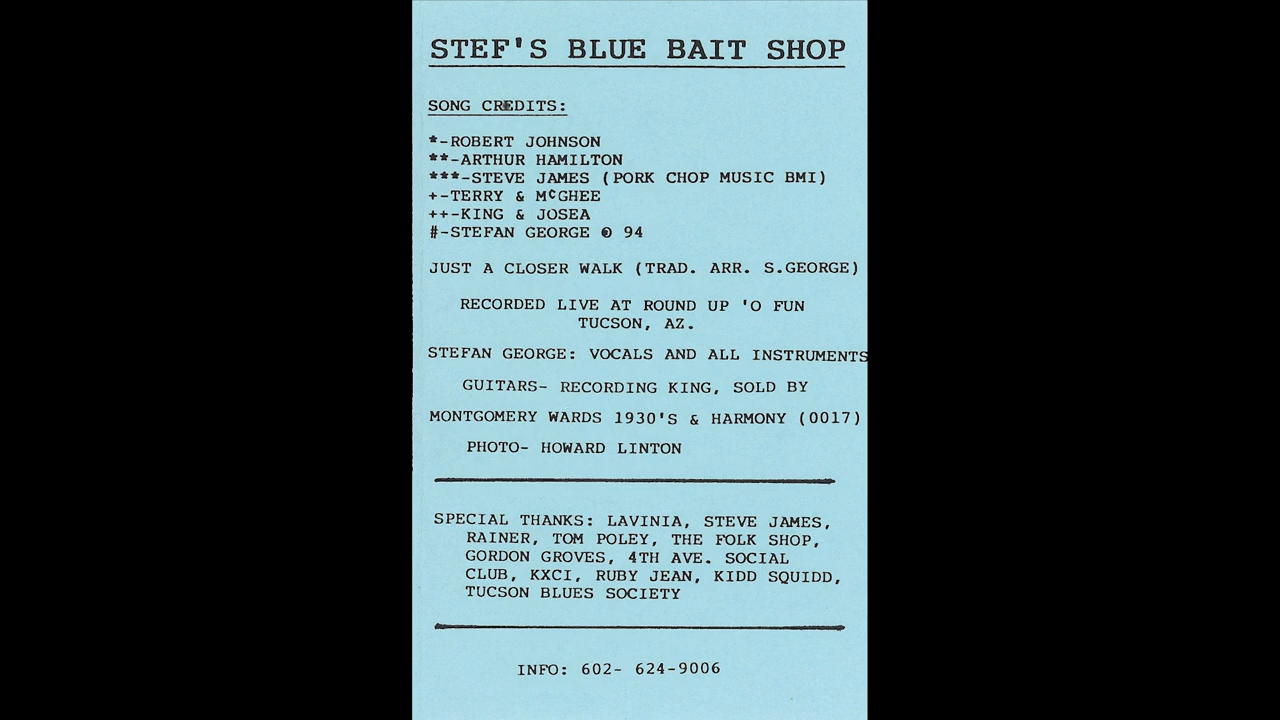 STEF'S BLUE BAIT SHOP
SONG CREDITS:
*-ROBERT JOHNSON
**-ARTHUR HAMILTON
***-STEVE JAMES (PORK CHOP MUSIC BMI)
+-TERRY & McGHEE
++-KING & JOSEA
#-STEFAN GEORGE © 94
JUST A CLOSER WALK (TRAD. ARR. S.GEORGE)
RECORDED LIVE AT ROUND UP 'O FUN
TUCSON, AZ.
STEFAN GEORGE: VOCALS AND ALL INSTRUMENTS
GUITARS- RECORDING KING, SOLD BY
MONTGOMERY WARDS 1930'S & HARMONY (0017)
PHOTO- HOWARD LINTON
SPECIAL THANKS: LAVINIA, STEVE JAMES,
RAINER, TOM POLEY, THE FOLK SHOP,
GORDON GROVES, 4TH AVE. SOCIAL
CLUB, KXCI, RUBY JEAN, KIDD SQUIDD,
TUCSON BLUES SOCIETY
INFO: 602- 624-9006